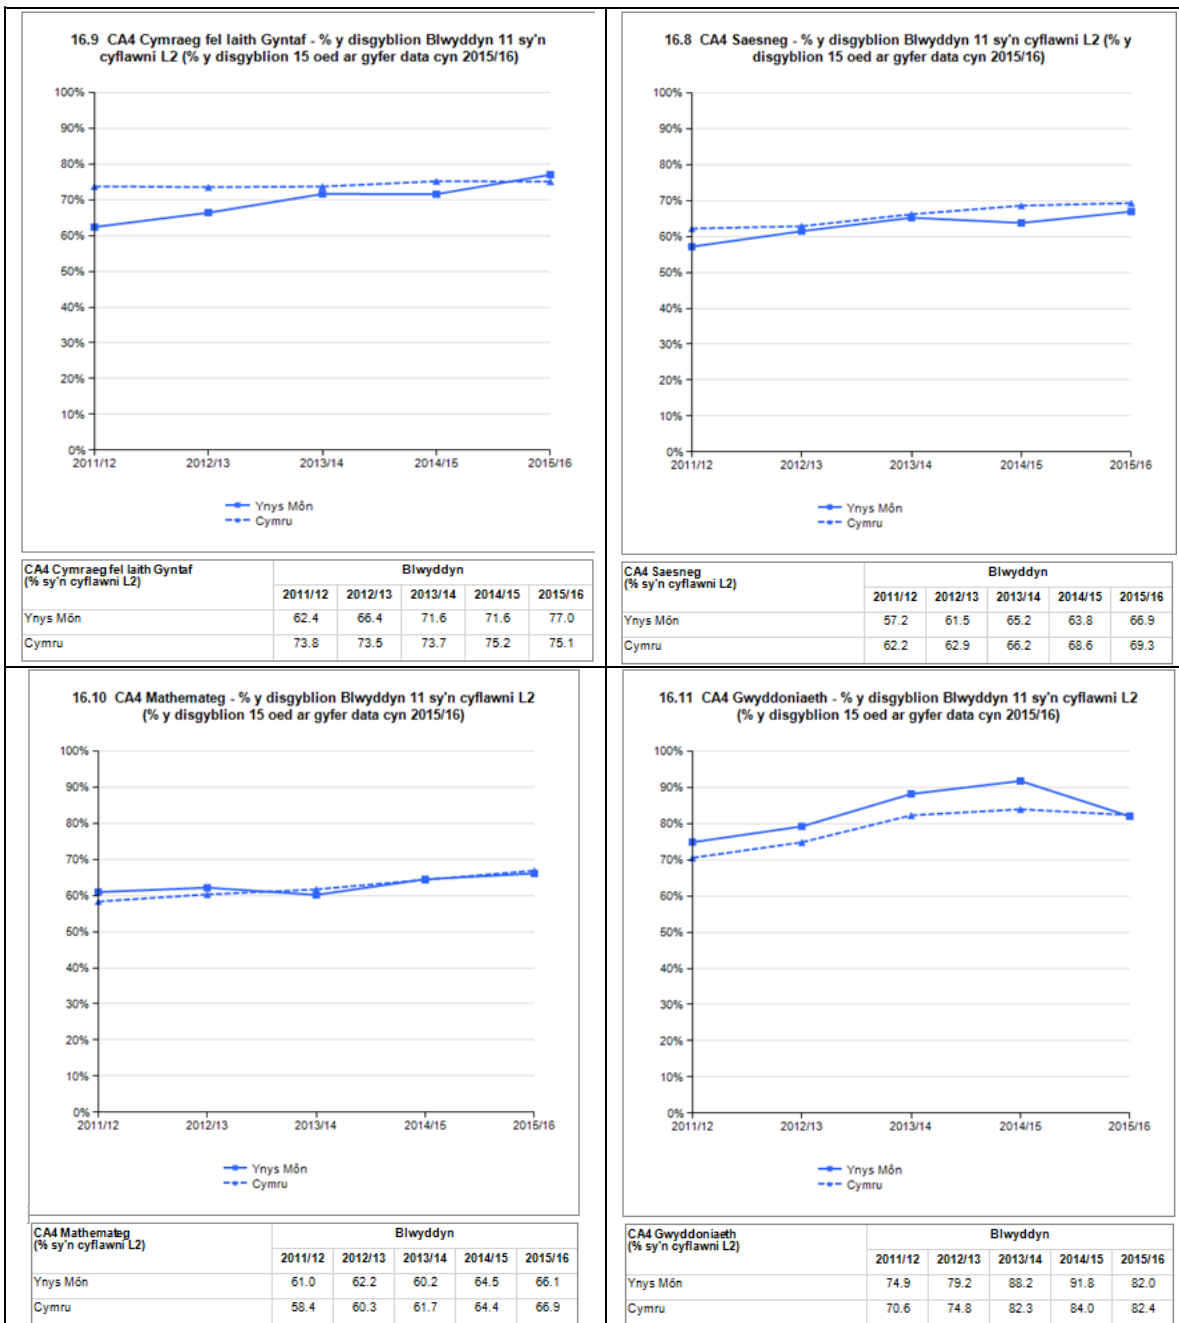 16.9 CA4 Cymraeg fel Iaith Gyntaf - % y disgyblion Blwyddyn 11 sy'n
cyflawni L2 (% y disgyblion 15 oed ar gyfer data cyn 2015/16)
100%
90%
80%
70%
60%
50%
40%
30%
20%
10%
0%
2011/12 2012/13 2013/14 2014/15 2015/16
Ynys Môn
Cymru
CA4 Cymraeg fel Iaith Gyntaf
(% sy'n cyflawni L2)
Blwyddyn
2011/12 2012/13 2013/14 2014/15 2015/16
Ynys Môn 62.4 66.4 71.6 71.6 77.0
Cymru 73.8 73.5 73.7 75.2 75.1
16.8 CA4 Saesneg - % y disgyblion Blwyddyn 11 sy'n cyflawni L2 (% y
disgyblion 15 oed ar gyfer data cyn 2015/16)
100%
90%
80%
70%
60%
50%
40%
30%
20%
10%
0%
2011/12 2012/13 2013/14 2014/15 2015/16
Ynys Môn
Cymru
CA4 Saesneg
(% sy'n cyflawni L2)
Blwyddyn
2011/12 2012/13 2013/14 2014/15 2015/16
Ynys Môn 57.2 61.5 65.2 63.8 66.9
Cymru 62.2 62.9 66.2 68.6 69.3
16.10 CA4 Mathemateg - % y disgyblion Blwyddyn 11 sy'n cyflawni L2
(% y disgyblion 15 oed ar gyfer data cyn 2015/16)
100%
90%
80%
70%
60%
50%
40%
30%
20%
10%
0%
2011/12 2012/13 2013/14 2014/15 2015/16
Ynys Môn
Cymru
CA4 Mathemateg
(% sy'n cyflawni L2)
Blwyddyn
2011/12 2012/13 2013/14 2014/15 2015/16
Ynys Môn 61.0 62.2 60.2 64.5 66.1
Cymru 58.4 60.3 61.7 64.4 66.9
16.11 CA4 Gwyddoniaeth - % y disgyblion Blwyddyn 11 sy'n cyflawni L2
(% y disgyblion 15 oed ar gyfer data cyn 2015/16)
100%
90%
80%
70%
60%
50%
40%
30%
20%
10%
0%
2011/12 2012/13 2013/14 2014/15 2015/16
Ynys Môn
Cymru
CA4 Gwyddoniaeth
(% sy'n cyflawni L2)
Blwyddyn
2011/12 2012/13 2013/14 2014/15 2015/16
Ynys Môn 74.9 79.2 88.2 91.8 82.0
Cymru 70.6 74.8 82.3 84.0 82.4